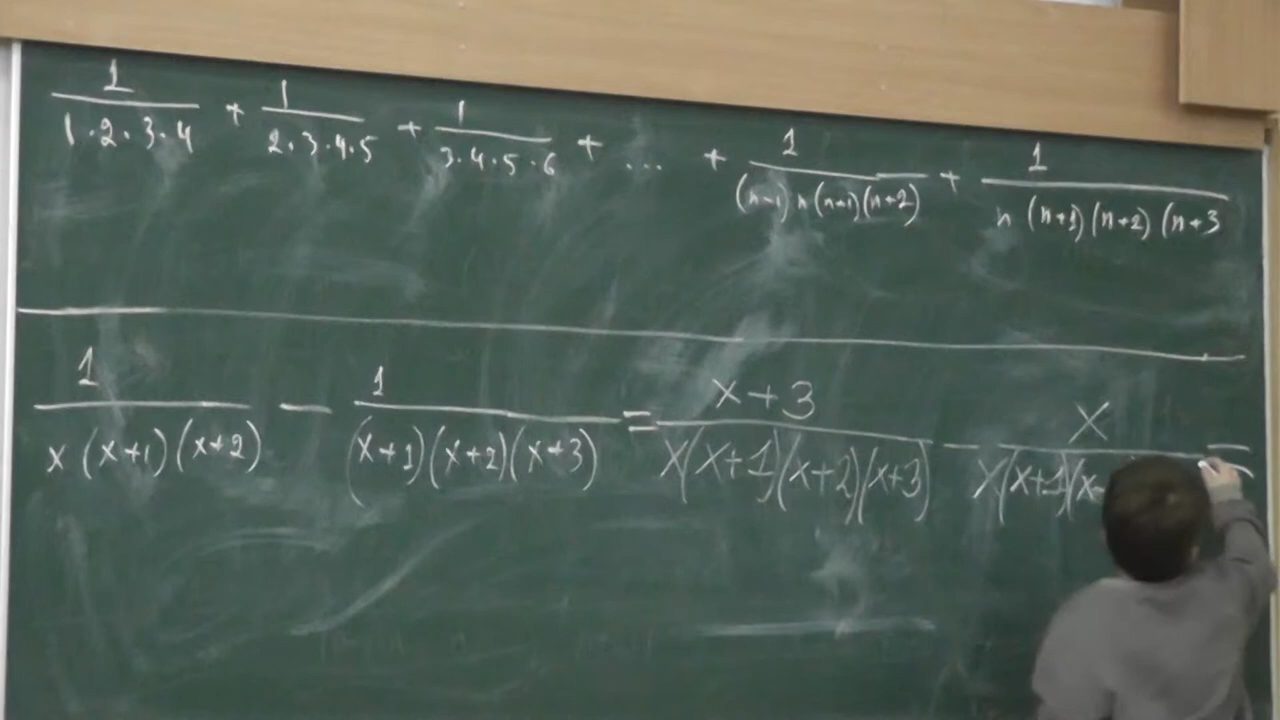 1/(1·2·3·4) + 1/(2·3·4·5) + 1/(3·4·5·6) + ... + 1/((n-1)n(n+1)(n+2)) + 1/(n(n+1)(n+2)(n+3
1/(x(x+1)(x+2)) - 1/((x+1)(x+2)(x+3)) = (x+3)/(x(x+1)(x+2)(x+3)) - x/(x(x+1)(x- =